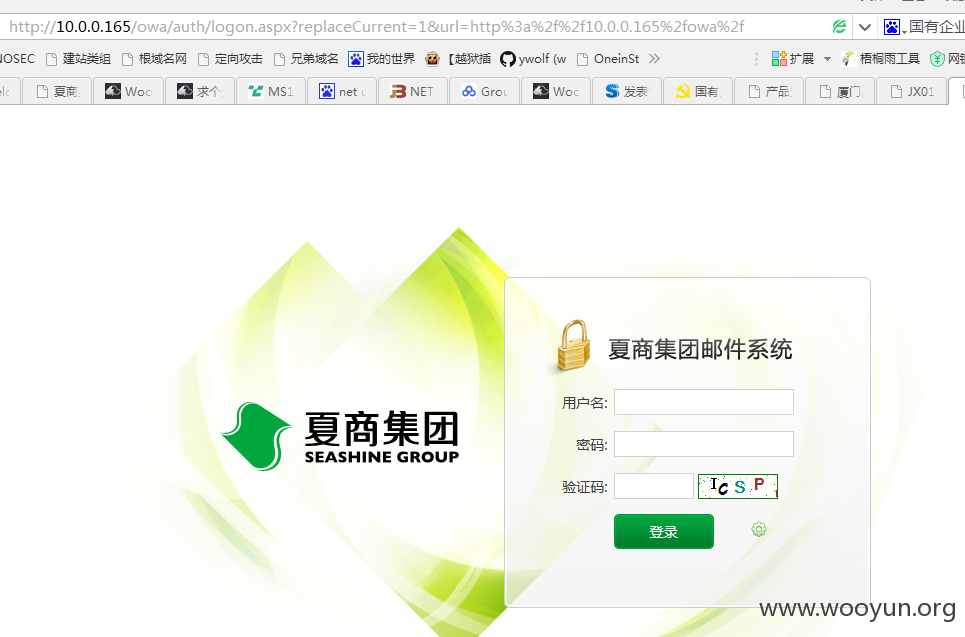 http://10.0.0.165/owa/auth/logon.aspx?replaceCurrent=1&url=http%3a%2f%2f10.0.0.165%2fowa%2f 国有企业
NOSEC 建站类组 根域名网 定向攻击 兄弟域名 我的世界 【越狱插 ywolf (w OneinSt 扩展 梧桐雨工具
夏商 Woo 求个 MS1 net NET Grou Woo 发表 国有 产品 厦门 JX01
夏商集团邮件系统
用户名:
夏商集团
SEASHINE GROUP
密码:
验证码: I C S P
登录
www.wooyun.org